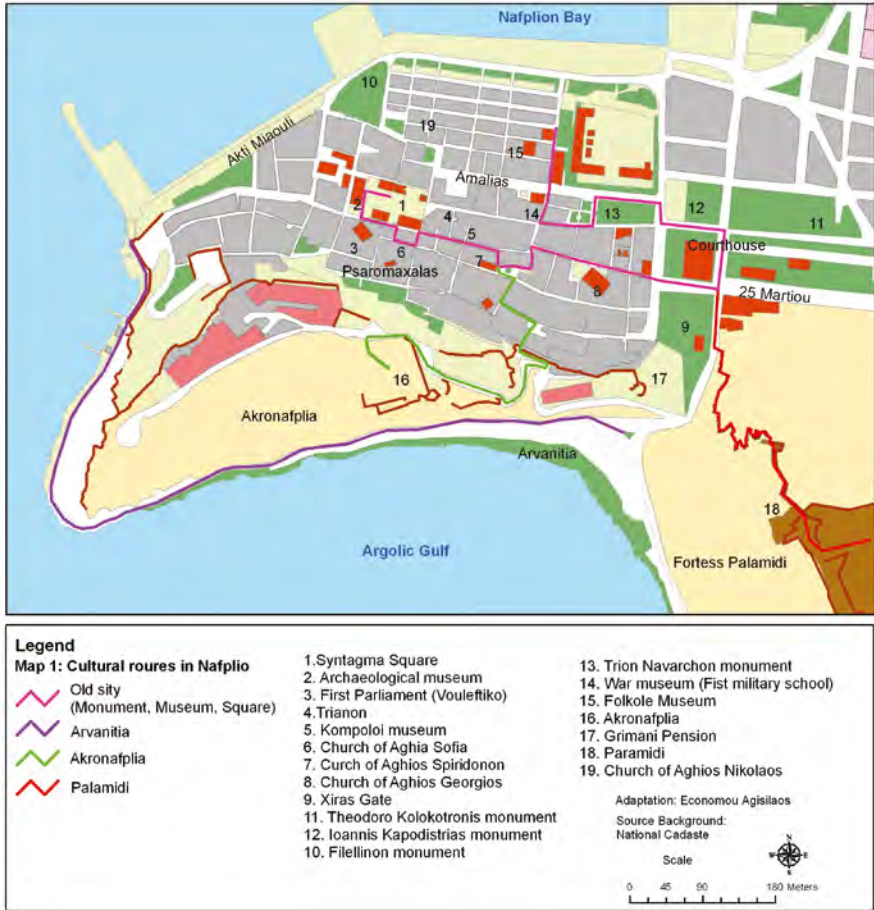 Nafplion Bay
10
Akti Miaouli
19
15
Amalias
2
1
4
14
13
12
11
5
3
6
Courthouse
Psaromaxalas
7
8
25 Martiou
9
16
17
Akronafplia
Arvanitia
18
Argolic Gulf
Fortess Palamidi
Legend
Map 1: Cultural roures in Nafplio
Old sity
(Monument, Museum, Square)
Arvanitia
Akronafplia
Palamidi
1.Syntagma Square
2. Archaeological museum
3. First Parliament (Vouleftiko)
4.Trianon
5. Kompoloi museum
6. Church of Aghia Sofia
7. Curch of Aghios Spiridonon
8. Church of Aghios Georgios
9. Xiras Gate
11. Theodoro Kolokotronis monument
12. Ioannis Kapodistrias monument
10. Filellinon monument
13. Trion Navarchon monument
14. War museum (Fist military school)
15. Folkole Museum
16. Akronafplia
17. Grimani Pension
18. Paramidi
19. Church of Aghios Nikolaos
Adaptation: Economou Agisilaos
Source Background:
National Cadaste
Scale
N
W E
S
0 45 90 180 Meters